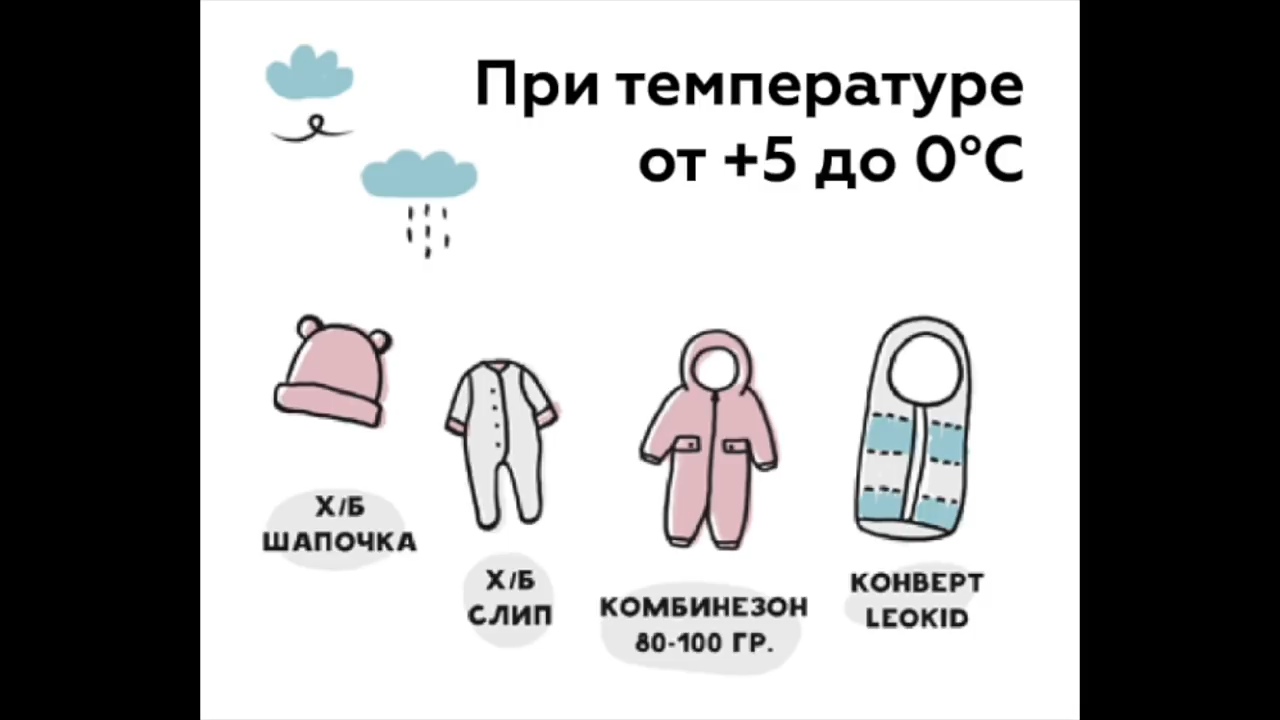 При температуре
от +5 до 0°С
Х/Б
ШАПОЧКА
Х/Б
СЛИП
КОМБИНЕЗОН
80-100 ГР.
КОНВЕРТ
LEOKID